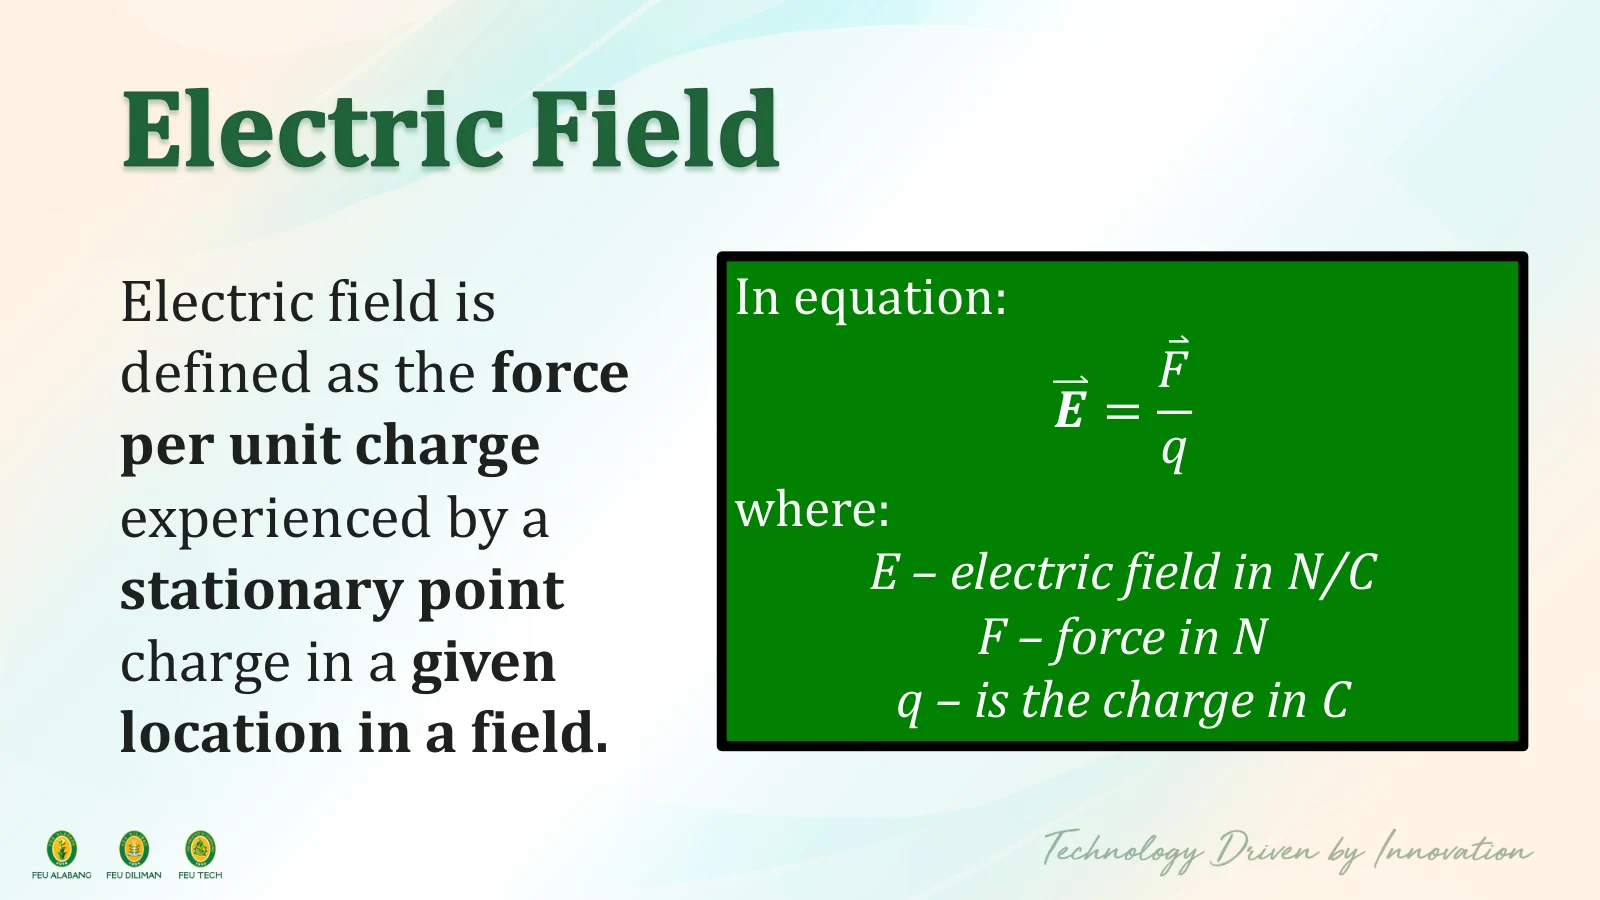 Electric Field
Electric field is
defined as the force
per unit charge
experienced by a
stationary point
charge in a given
location in a field.
In equation:
E⃗ = F⃗/q
where:
E – electric field in N/C
F – force in N
q – is the charge in C
FEU ALABANG FEU DILIMAN FEU TECH
Technology Driven by Innovation